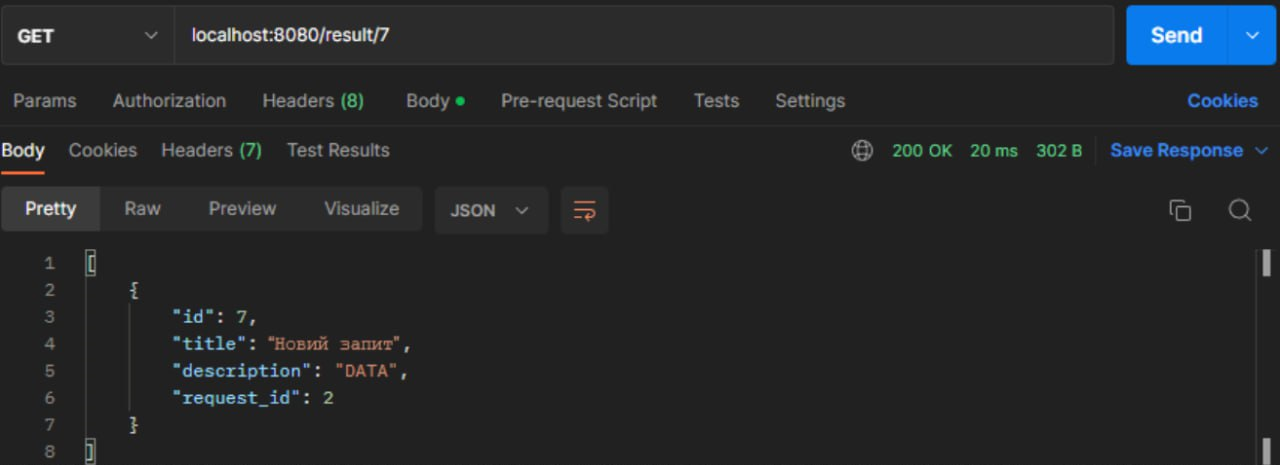 GET localhost:8080/result/7 Send
Params Authorization Headers (8) Body Pre-request Script Tests Settings Cookies
Body Cookies Headers (7) Test Results 200 OK 20 ms 302 B Save Response
Pretty Raw Preview Visualize JSON
1 [
2 {
3 "id": 7,
4 "title": "Новий запит",
5 "description": "DATA",
6 "request_id": 2
7 }
8 ]